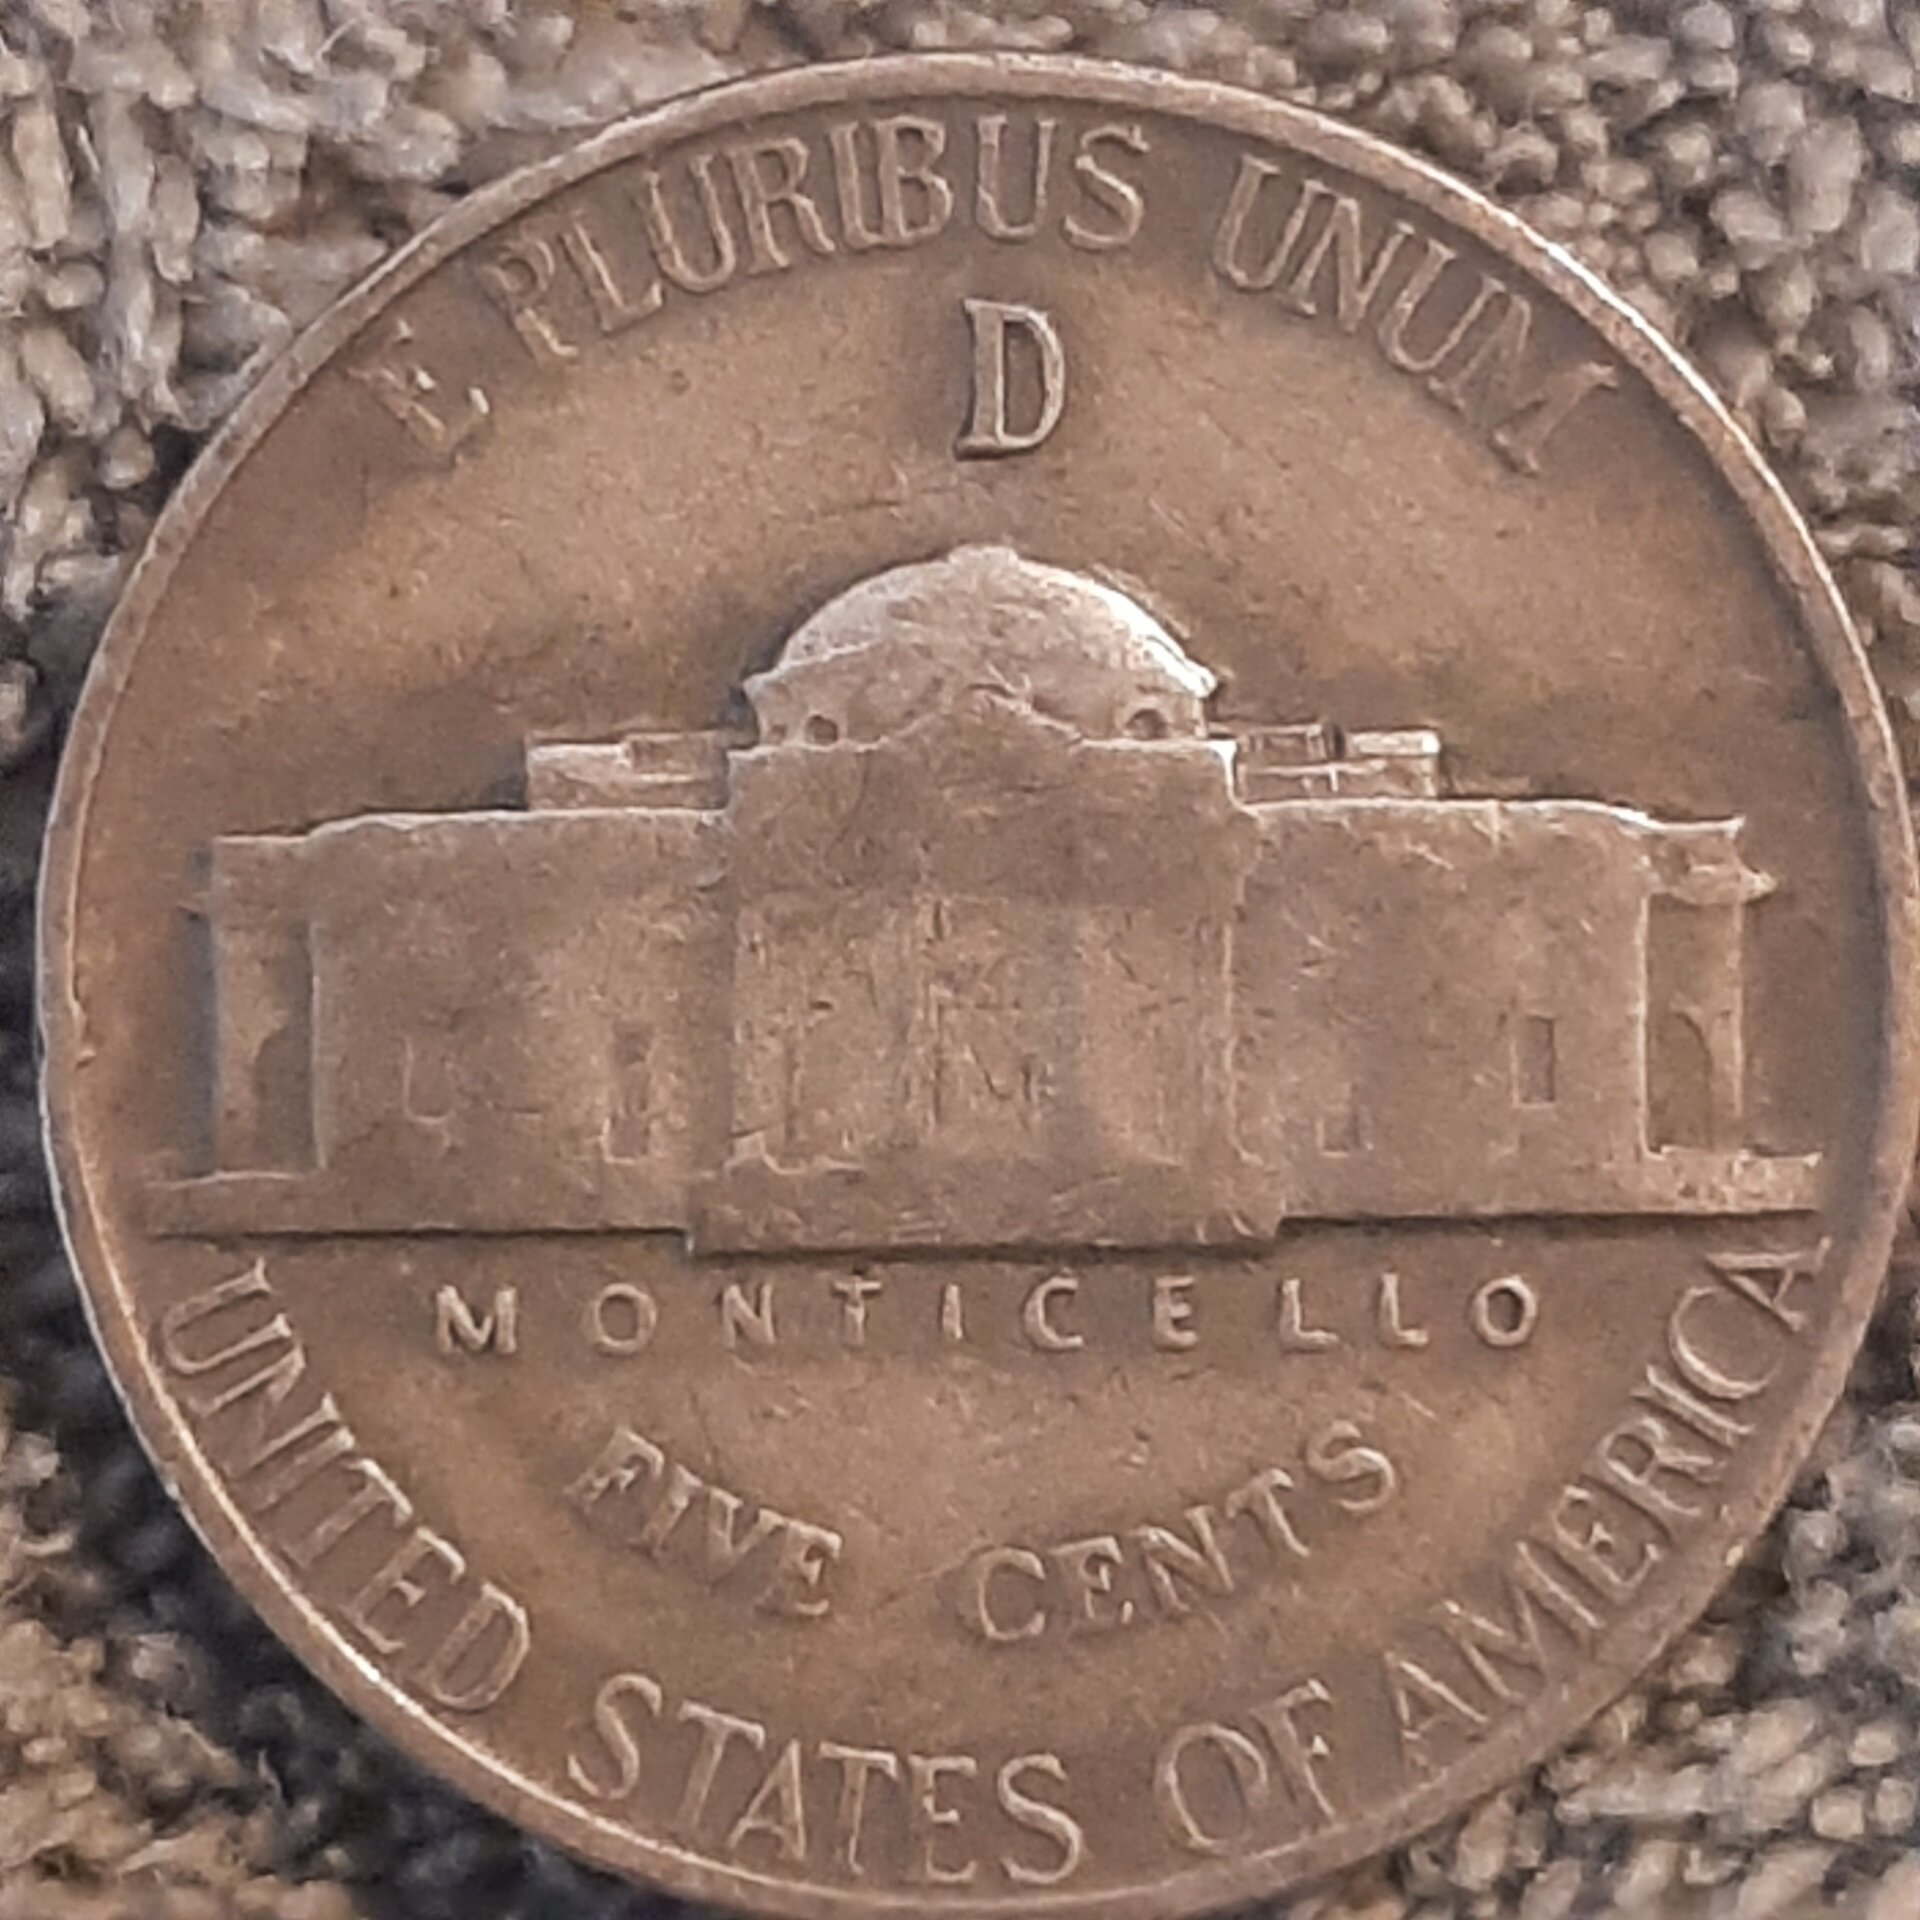 E PLURIBUS UNUM
D
MONTICELLO
FIVE CENTS
UNITED STATES OF AMERICA